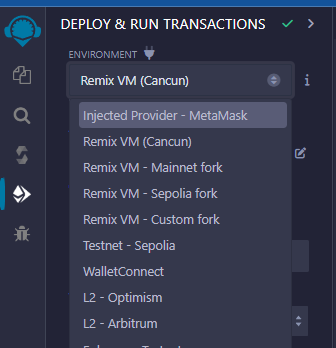 DEPLOY & RUN TRANSACTIONS
ENVIRONMENT
Remix VM (Cancun)
Injected Provider - MetaMask
Remix VM (Cancun)
Remix VM - Mainnet fork
Remix VM - Sepolia fork
Remix VM - Custom fork
Testnet - Sepolia
WalletConnect
L2 - Optimism
L2 - Arbitrum